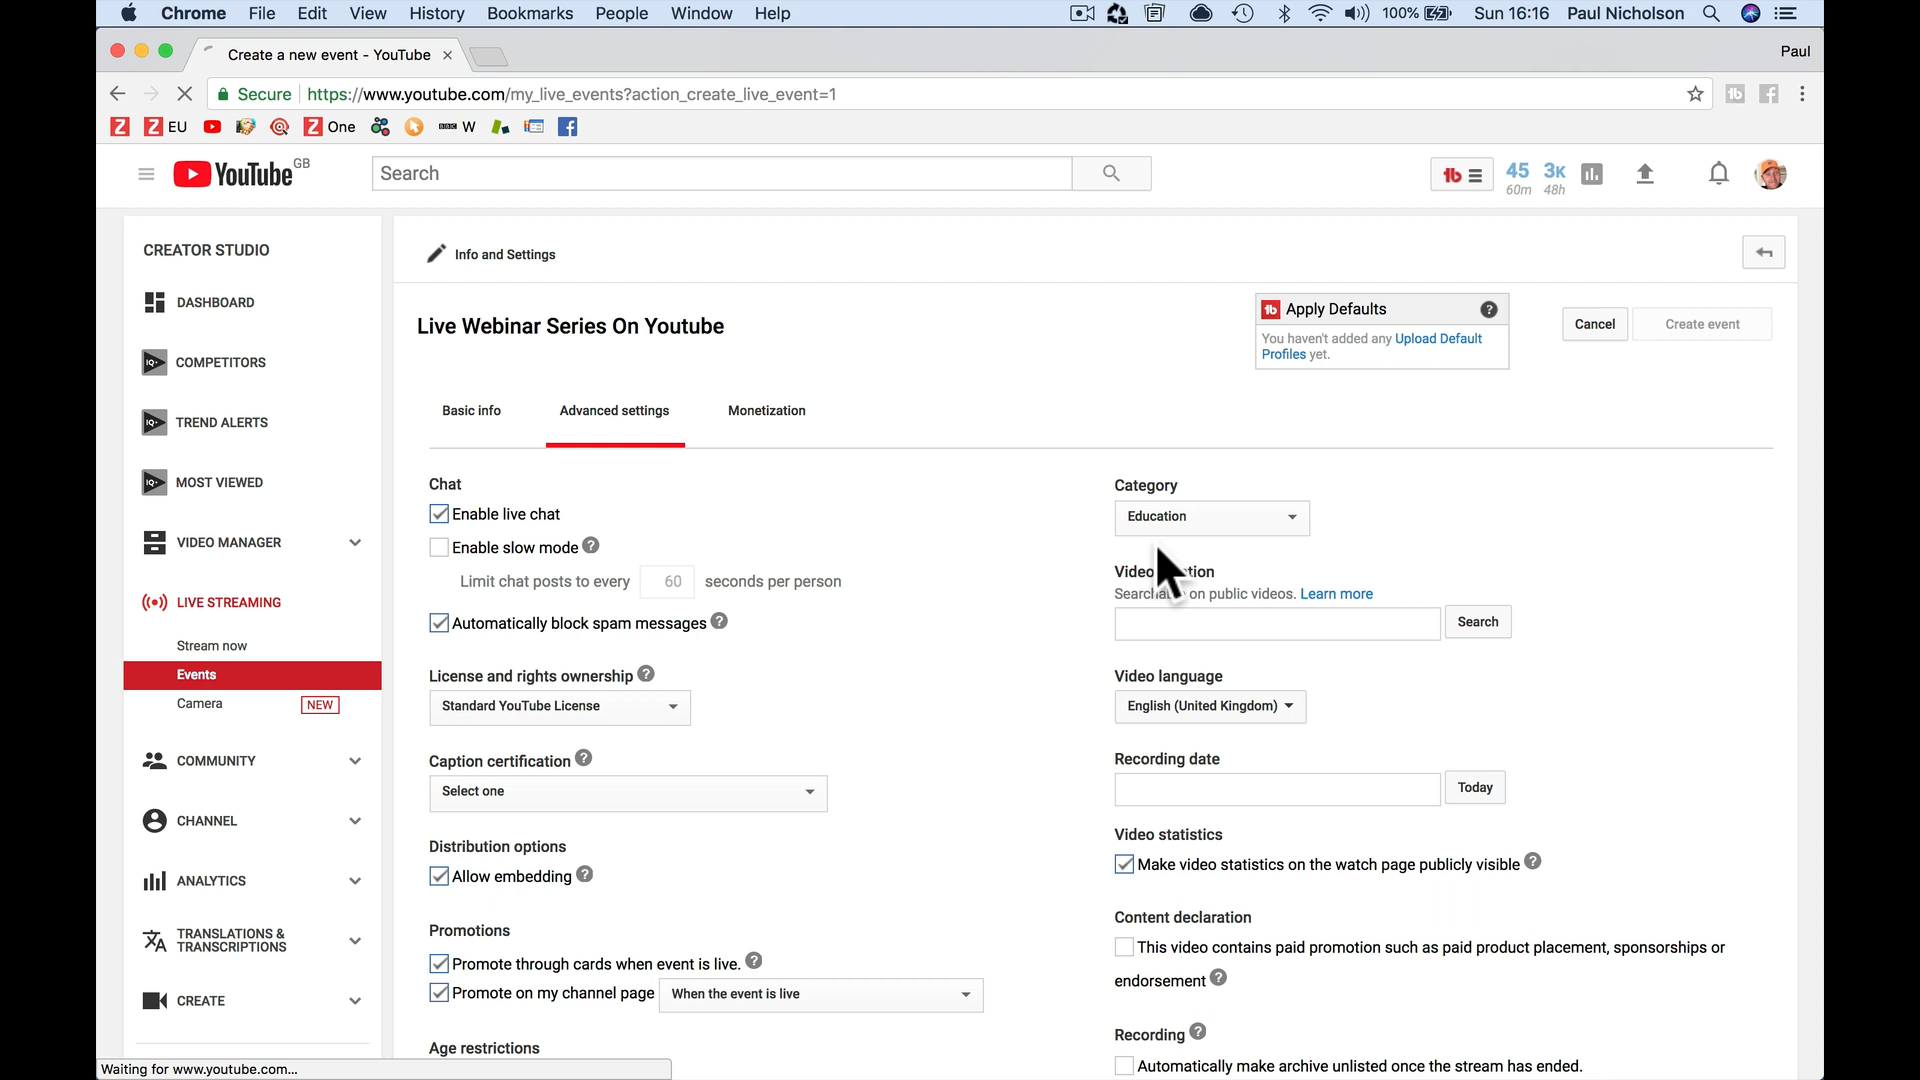 Chrome File Edit View History Bookmarks People Window Help 100% Sun 16:16 Paul Nicholson
Create a new event - YouTube Paul
Secure https://www.youtube.com/my_live_events?action_create_live_event=1
Z Z EU Z One BBC W
YouTube GB Search tb 45 60m 3K 48h
CREATOR STUDIO
DASHBOARD
COMPETITORS
TREND ALERTS
MOST VIEWED
VIDEO MANAGER
LIVE STREAMING
Stream now
Events
Camera NEW
COMMUNITY
CHANNEL
ANALYTICS
TRANSLATIONS &
TRANSCRIPTIONS
CREATE
Info and Settings
Live Webinar Series On Youtube
tb Apply Defaults ?
You haven't added any Upload Default
Profiles yet.
Cancel Create event
Basic info Advanced settings Monetization
Chat
Enable live chat
Enable slow mode ?
Limit chat posts to every 60 seconds per person
Automatically block spam messages ?
License and rights ownership ?
Standard YouTube License
Caption certification ?
Select one
Distribution options
Allow embedding ?
Promotions
Promote through cards when event is live. ?
Promote on my channel page When the event is live
Age restrictions
Category
Education
Video
on public videos. Learn more
Search
Video language
English (United Kingdom)
Recording date
Today
Video statistics
Make video statistics on the watch page publicly visible ?
Content declaration
This video contains paid promotion such as paid product placement, sponsorships or
endorsement ?
Recording ?
Automatically make archive unlisted once the stream has ended.
Waiting for www.youtube.com...